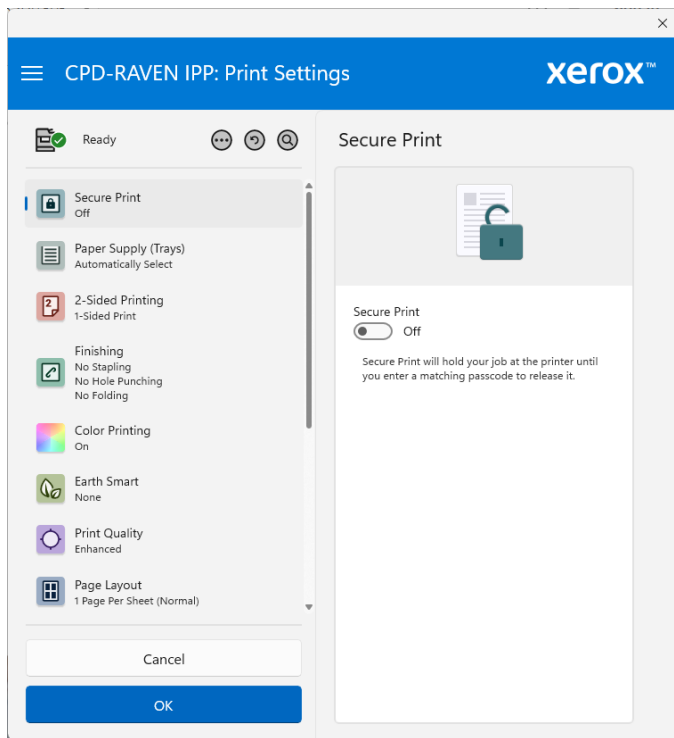 CPD-RAVEN IPP: Print Settings
xerox™
Ready
Secure Print
Off
Paper Supply (Trays)
Automatically Select
2-Sided Printing
1-Sided Print
Finishing
No Stapling
No Hole Punching
No Folding
Color Printing
On
Earth Smart
None
Print Quality
Enhanced
Page Layout
1 Page Per Sheet (Normal)
Cancel
OK
Secure Print
Secure Print
Off
Secure Print will hold your job at the printer until
you enter a matching passcode to release it.